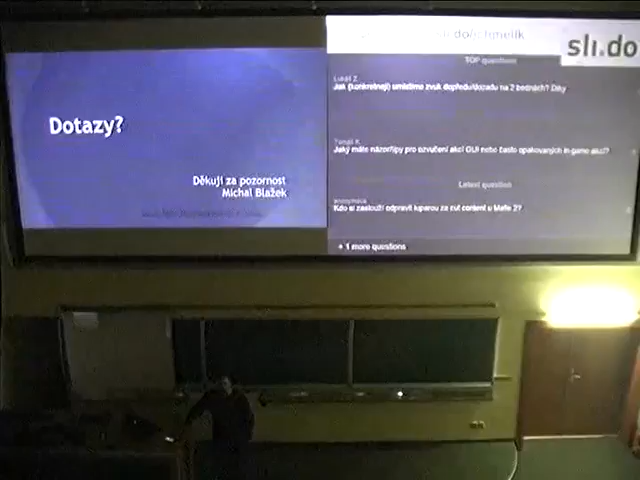 Dotazy?
Děkuji za pozornost
Michal Blažek
sli.do
TOP questions
Lukáš Z.
Jak (konkrétněji) umístíme zvuk dopředu/dozadu na 2 bednách? Díky
Tomáš K.
Jaký máte názor/tipy pro ozvučení akcí GUI nebo často opakovaných in-game akcí?
Latest question
anonymous
Kdo si zaslouží odpravit kparou za cut content u Mafie 2?
+ 1 more questions